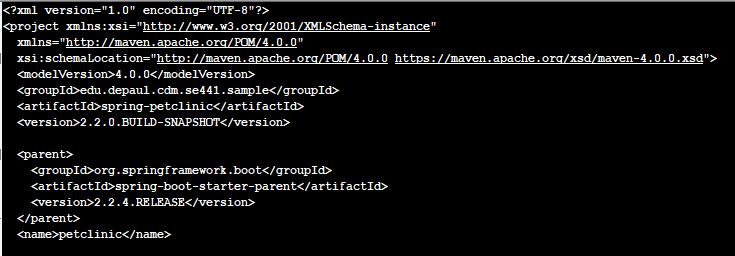 <?xml version="1.0" encoding="UTF-8"?>
<project xmlns:xsi="http://www.w3.org/2001/XMLSchema-instance"
xmlns="http://maven.apache.org/POM/4.0.0"
xsi:schemaLocation="http://maven.apache.org/POM/4.0.0 https://maven.apache.org/xsd/maven-4.0.0.xsd">
<modelVersion>4.0.0</modelVersion>
<groupId>edu.depaul.cdm.se441.sample</groupId>
<artifactId>spring-petclinic</artifactId>
<version>2.2.0.BUILD-SNAPSHOT</version>
<parent>
<groupId>org.springframework.boot</groupId>
<artifactId>spring-boot-starter-parent</artifactId>
<version>2.2.4.RELEASE</version>
</parent>
<name>petclinic</name>